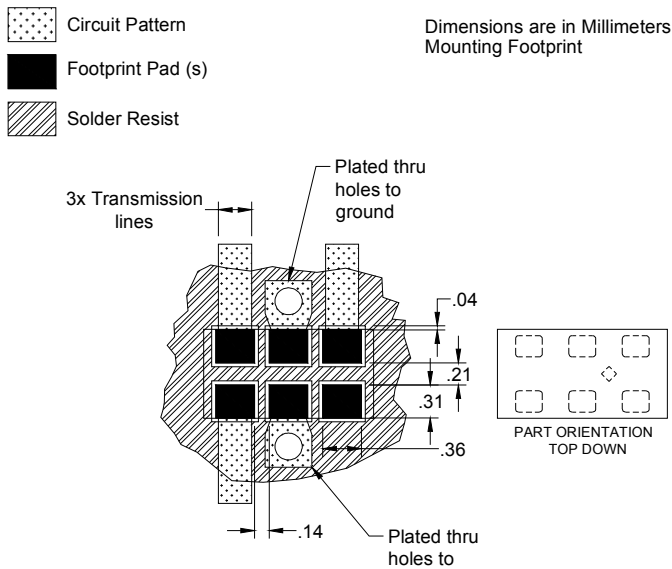 Circuit Pattern
Dimensions are in Millimeters
Mounting Footprint
Footprint Pad (s)
Solder Resist
Plated thru
holes to
ground
3x Transmission
lines
.04
.21
.31
.36
.14
PART ORIENTATION
TOP DOWN
Plated thru
holes to